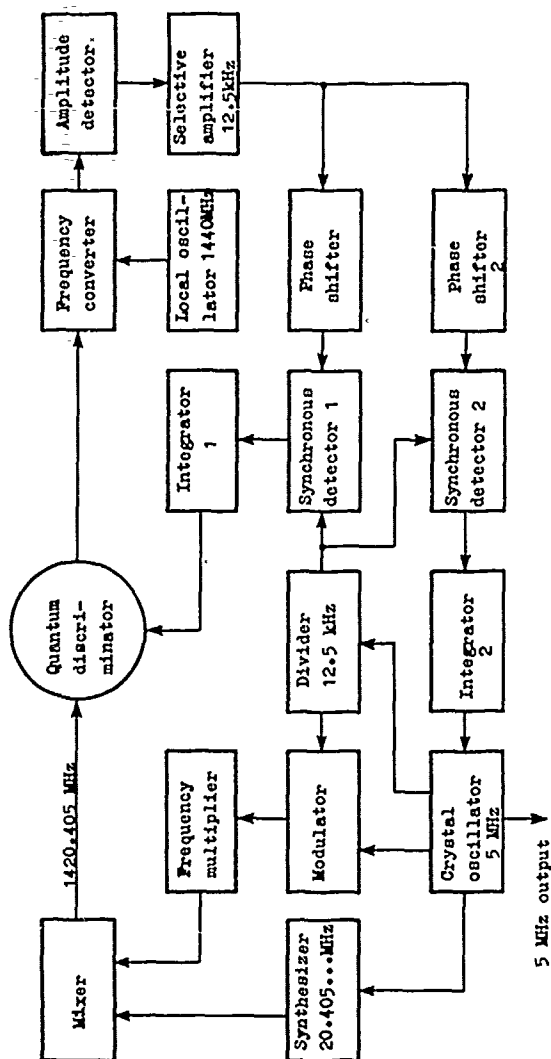 Mixer
1420.405 MHz
Quantum
discri-
minator
Frequency
converter
Amplitude
detector.
Synthesizer
20.405...MHz
Frequency
multiplier
Integrator
1
Local oscil-
lator 1440MHz
Selective
amplifier
12.5kHz
Modulator
Divider
12.5 kHz
Synchronous
detector 1
Phase
shifter
Crystal
oscillator
5 MHz
Integrator
2
Synchronous
detector 2
Phase
shifter
2
5 MHz output